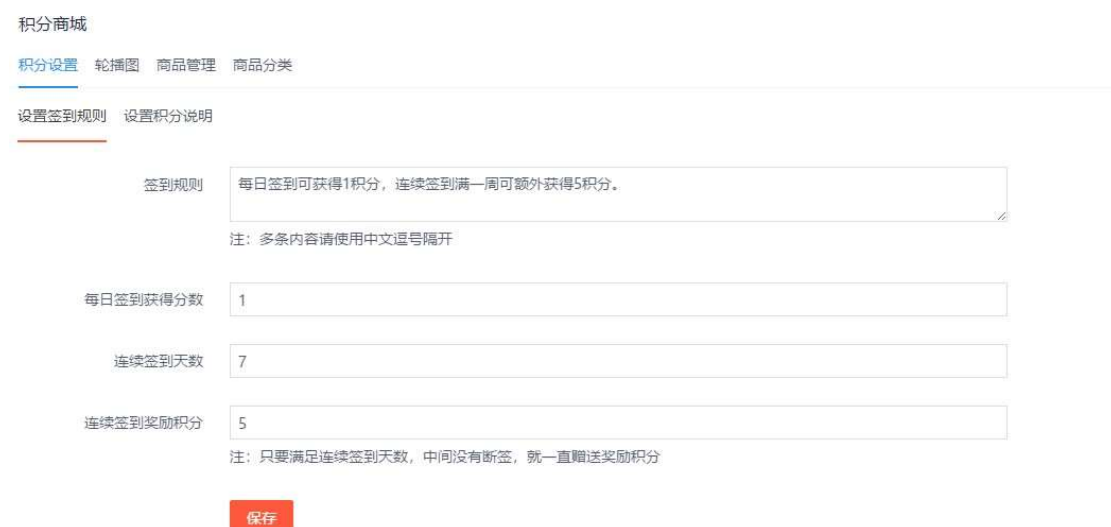 积分商城
积分设置 轮播图 商品管理 商品分类
设置签到规则 设置积分说明
签到规则 每日签到可获得1积分，连续签到满一周可额外获得5积分。
注：多条内容请使用中文逗号隔开
每日签到获得分数 1
连续签到天数 7
连续签到奖励积分 5
注：只要满足连续签到天数，中间没有断签，就一直赠送奖励积分
保存